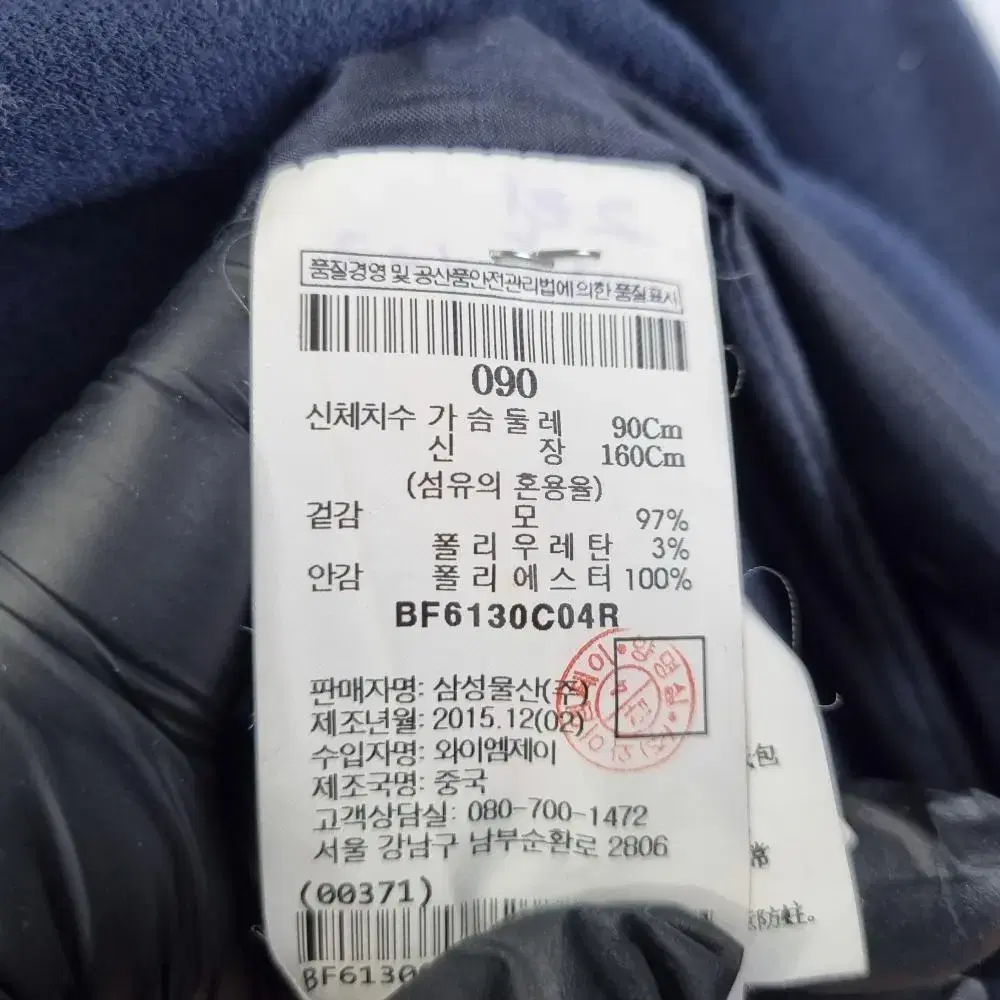 품질경영 및 공산품안전관리법에 의한 품질표시
090
신체치수 가 슴 둘 레 90Cm
신 장 160Cm
(섬유의 혼용율)
겉감 모 97%
폴 리 우 레 탄 3%
안감 폴 리 에 스 터 100%
BF6130C04R
판매자명: 삼성물산(주)
제조년월: 2015.12(02)
수입자명: 와이엠제이
제조국명: 중국
고객상담실: 080-700-1472
서울 강남구 남부순환로 2806
(00371)
BF6130
包
常
防蛀。